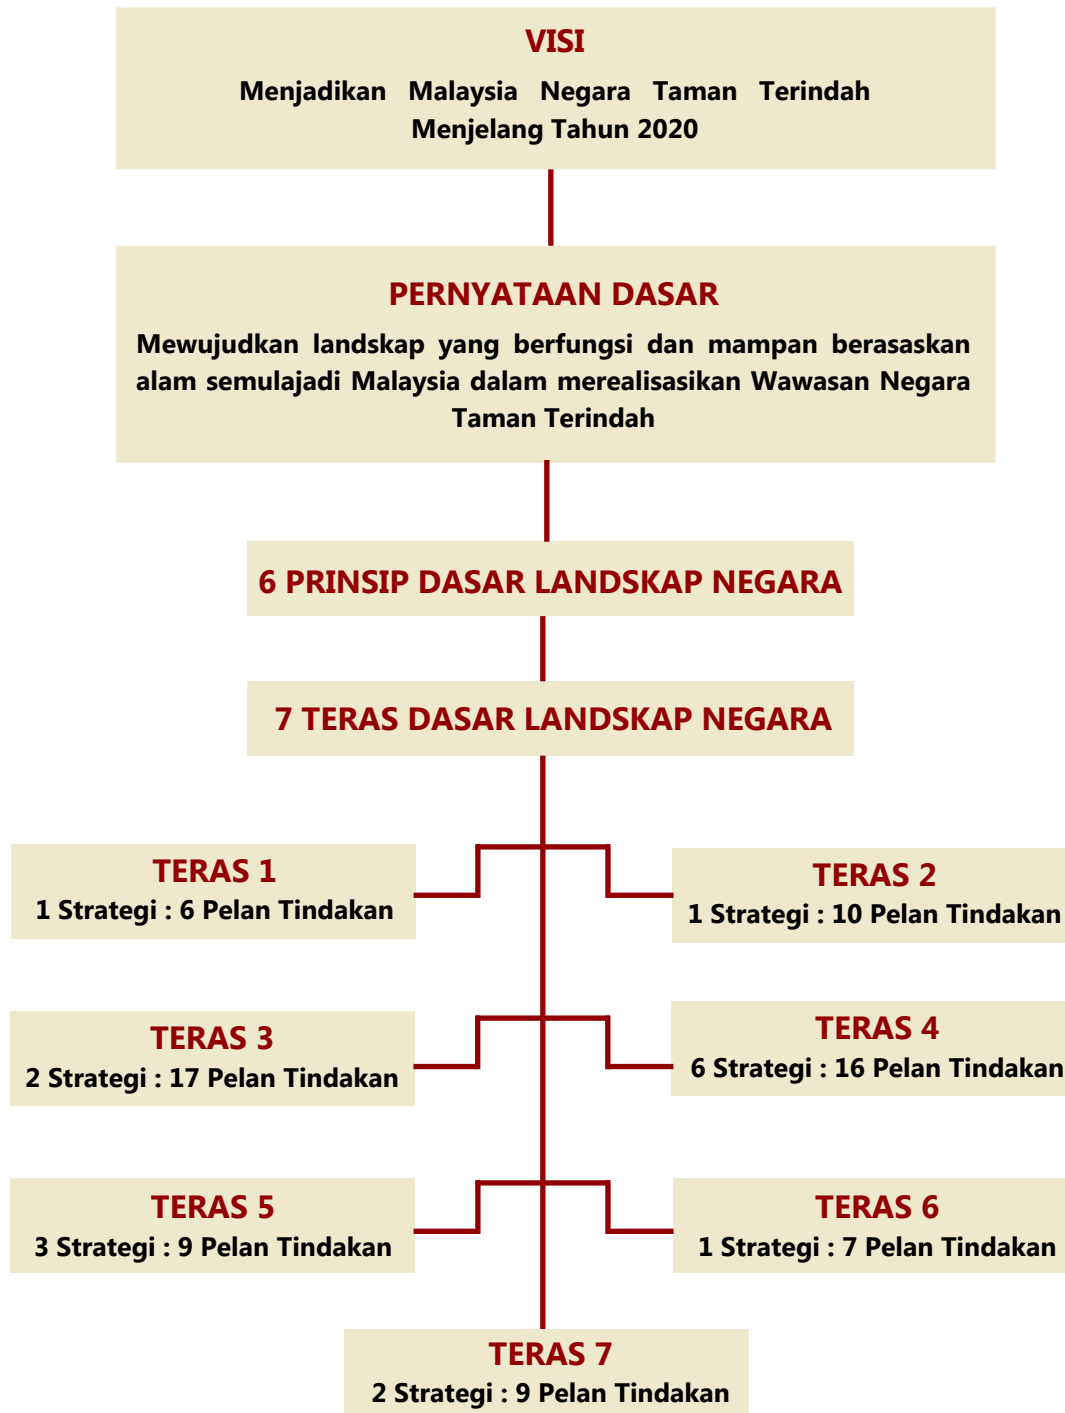 VISI
Menjadikan Malaysia Negara Taman Terindah
Menjelang Tahun 2020
PERNYATAAN DASAR
Mewujudkan landskap yang berfungsi dan mampan berasaskan
alam semulajadi Malaysia dalam merealisasikan Wawasan Negara
Taman Terindah
6 PRINSIP DASAR LANDSKAP NEGARA
7 TERAS DASAR LANDSKAP NEGARA
TERAS 1
1 Strategi : 6 Pelan Tindakan
TERAS 2
1 Strategi : 10 Pelan Tindakan
TERAS 3
2 Strategi : 17 Pelan Tindakan
TERAS 4
6 Strategi : 16 Pelan Tindakan
TERAS 5
3 Strategi : 9 Pelan Tindakan
TERAS 6
1 Strategi : 7 Pelan Tindakan
TERAS 7
2 Strategi : 9 Pelan Tindakan